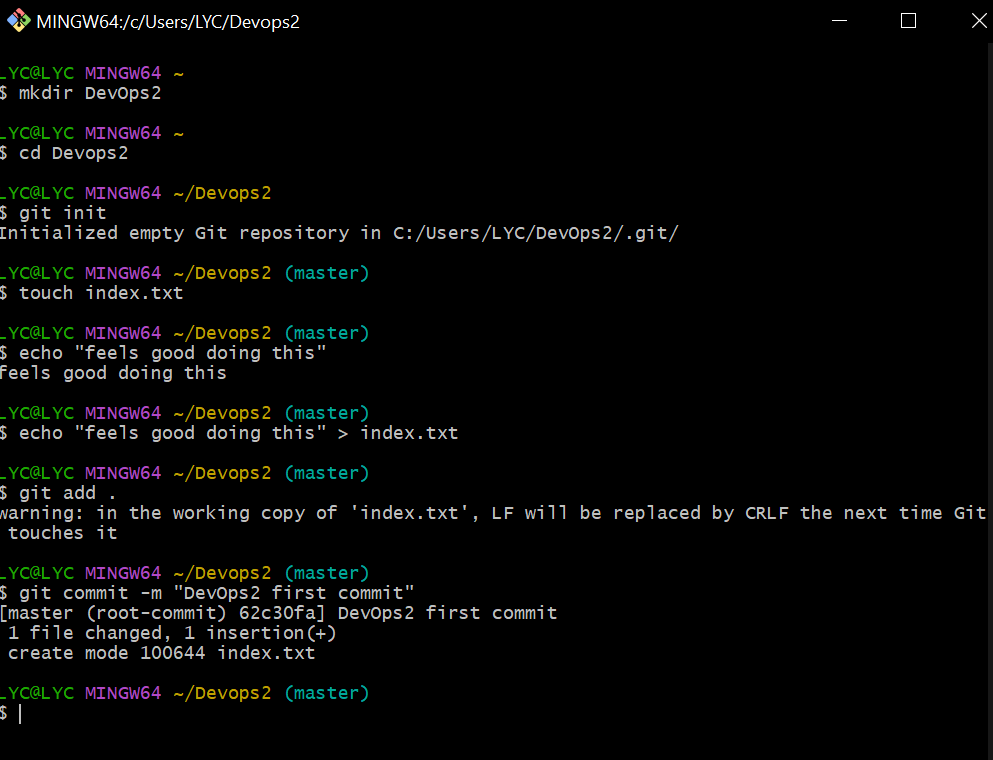 MINGW64:/c/Users/LYC/Devops2
LYC@LYC MINGW64 ~
$ mkdir DevOps2
LYC@LYC MINGW64 ~
$ cd Devops2
LYC@LYC MINGW64 ~/Devops2
$ git init
Initialized empty Git repository in C:/Users/LYC/DevOps2/.git/
LYC@LYC MINGW64 ~/Devops2 (master)
$ touch index.txt
LYC@LYC MINGW64 ~/Devops2 (master)
$ echo "feels good doing this"
feels good doing this
LYC@LYC MINGW64 ~/Devops2 (master)
$ echo "feels good doing this" > index.txt
LYC@LYC MINGW64 ~/Devops2 (master)
$ git add .
warning: in the working copy of 'index.txt', LF will be replaced by CRLF the next time Git
touches it
LYC@LYC MINGW64 ~/Devops2 (master)
$ git commit -m "DevOps2 first commit"
[master (root-commit) 62c30fa] DevOps2 first commit
1 file changed, 1 insertion(+)
create mode 100644 index.txt
LYC@LYC MINGW64 ~/Devops2 (master)
$